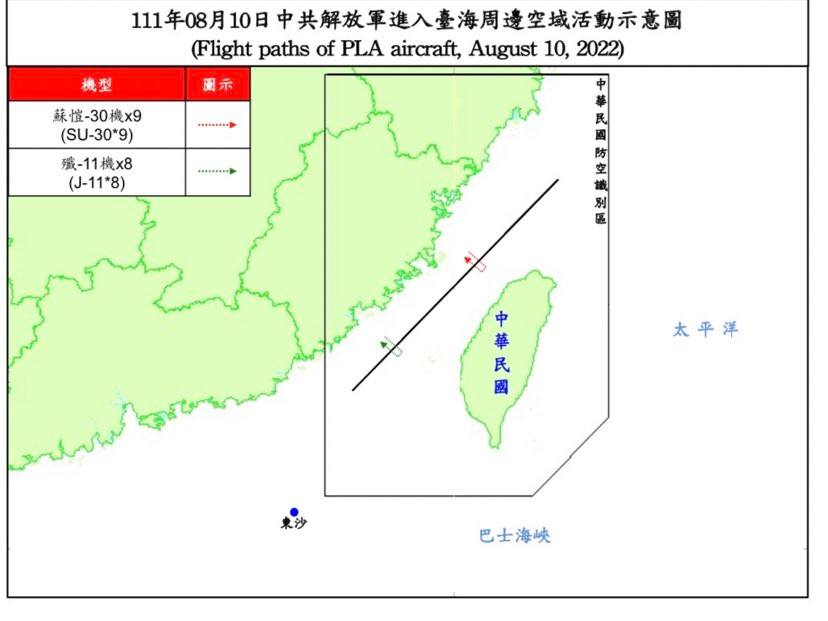 111年08月10日中共解放軍進入臺海周邊空域活動示意圖
(Flight paths of PLA aircraft, August 10, 2022)
機型 圖示
蘇愷-30機x9
(SU-30*9)
殲-11機x8
(J-11*8)
中華民國防空識別區
中華民國
太平洋
東沙
巴士海峽